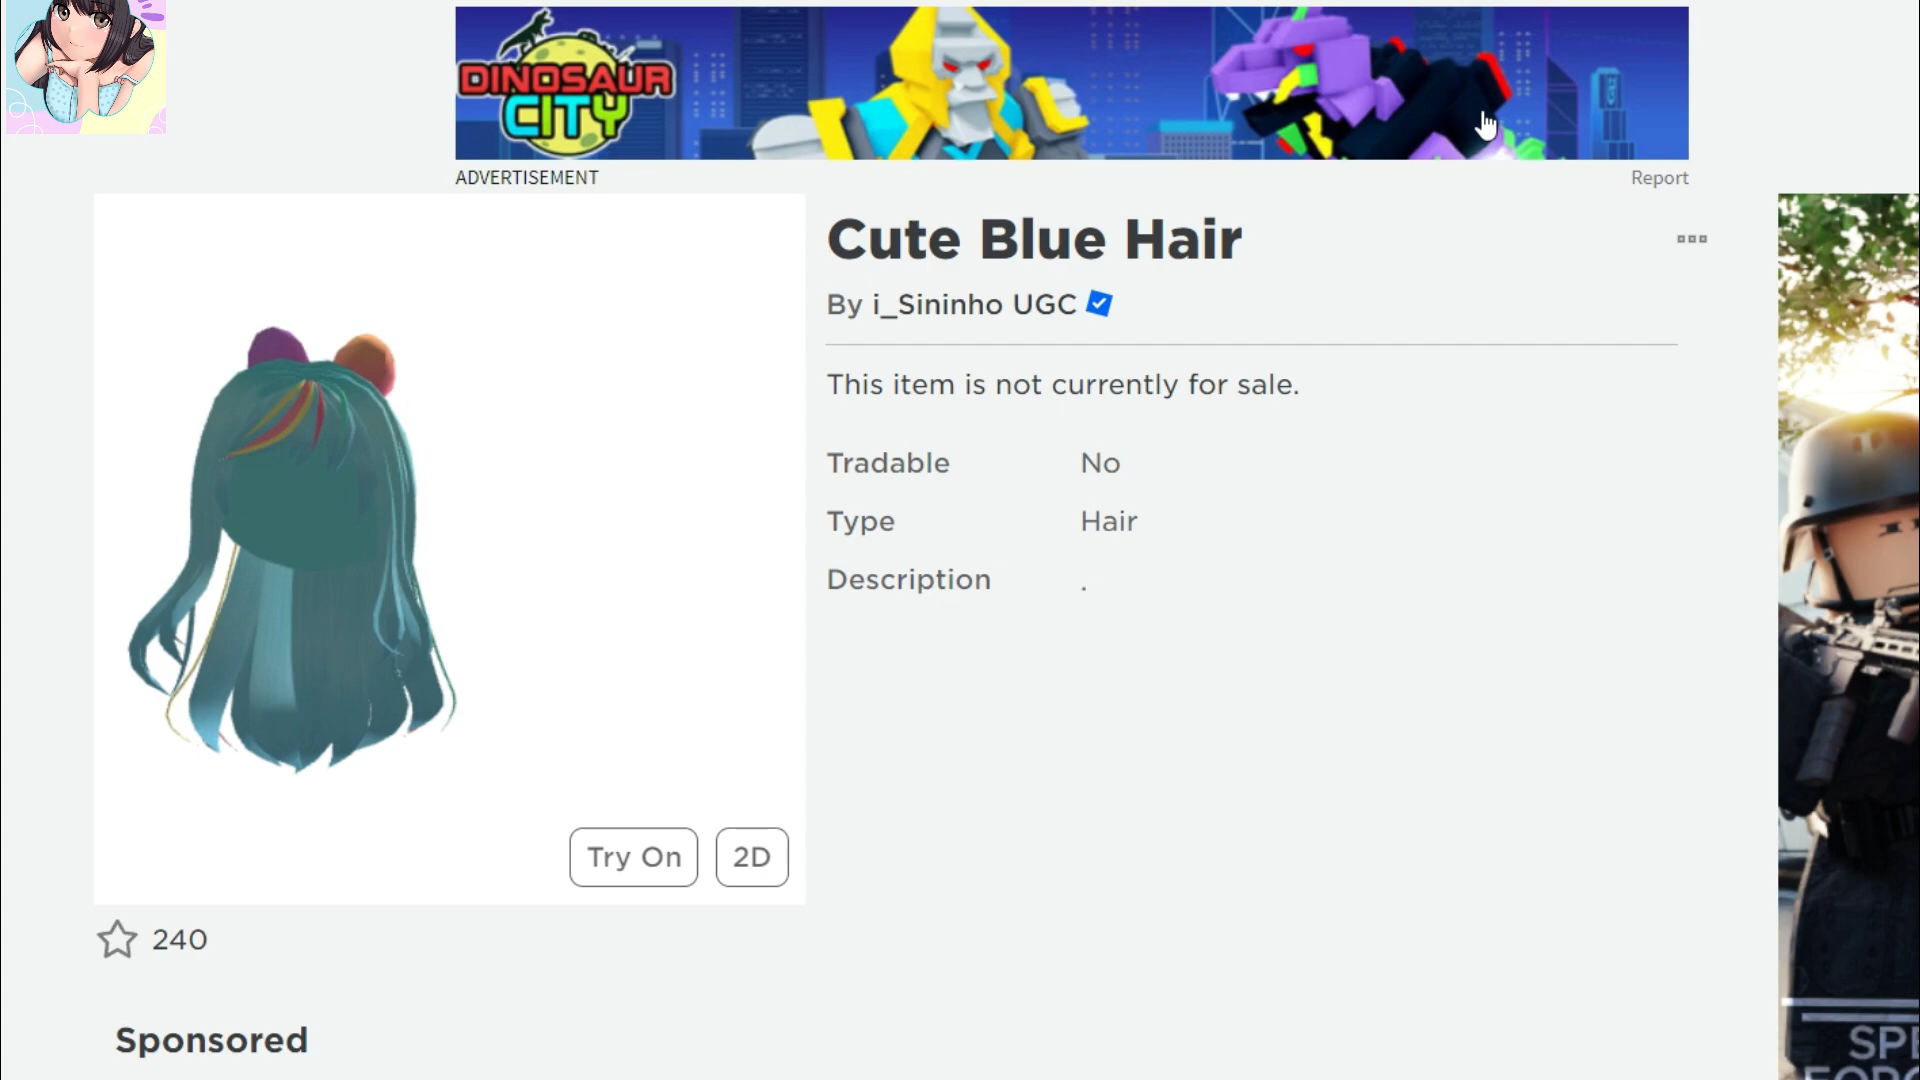 DINOSAUR
CITY
ADVERTISEMENT
Report
Cute Blue Hair
By i_Sininho UGC
This item is not currently for sale.
Tradable No
Type Hair
Description .
Try On 2D
240
Sponsored